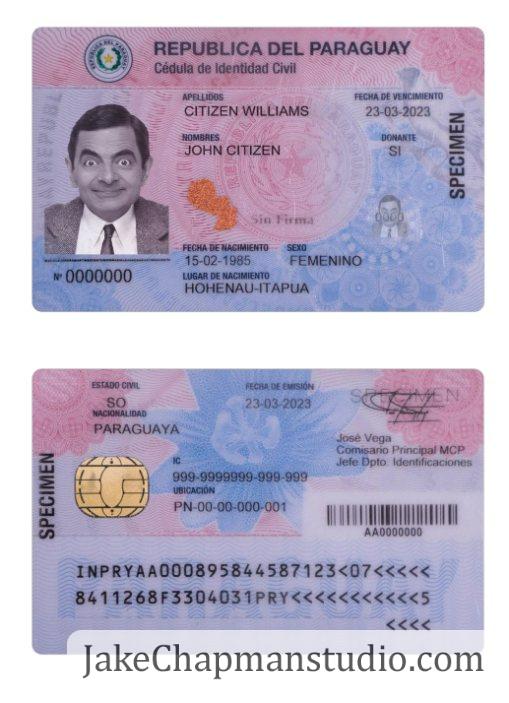 REPUBLICA DEL PARAGUAY
Cédula de Identidad Civil
APELLIDOS
CITIZEN WILLIAMS
FECHA DE VENCIMIENTO
23-03-2023
NOMBRES
JOHN CITIZEN
DONANTE
SI
SPECIMEN
Sin Firma
FECHA DE NACIMIENTO
15-02-1985
SEXO
FEMENINO
Nº 0000000
LUGAR DE NACIMIENTO
HOHENAU-ITAPUA
ESTADO CIVIL
SO
FECHA DE EMISIÓN
23-03-2023
SPECIMEN
NACIONALIDAD
PARAGUAYA
José Vega
Comisario Principal MCP
Jefe Dpto. Identificaciones
IC
999-9999999-999-999
UBICACIÓN
PN-00-00-000-001
SPECIMEN
AA0000000
INPRYAA000895844587123<07<<<<<
8411268F3304031PRY<<<<<<<<<<<5
<<<<
JakeChapmanstudio.com